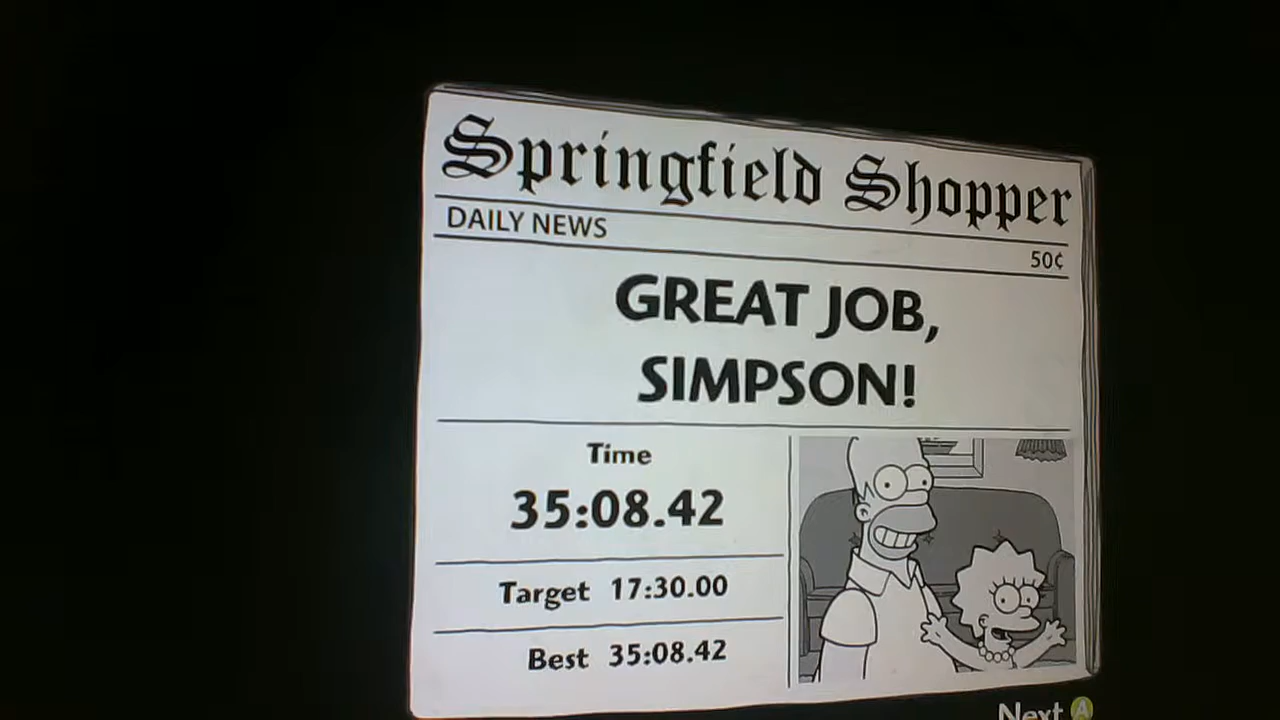 Springfield Shopper
DAILY NEWS
50¢
GREAT JOB,
SIMPSON!
Time
35:08.42
Target 17:30.00
Best 35:08.42
Next A